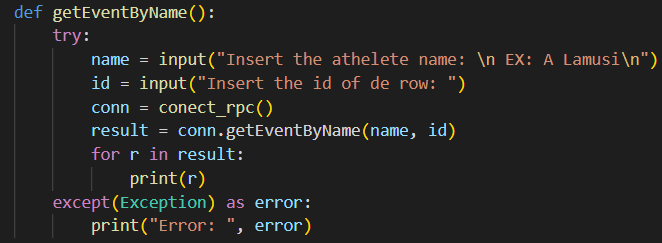 def getEventByName():
    try:
        name = input("Insert the athelete name: \n EX: A Lamusi\n")
        id = input("Insert the id of de row: ")
        conn = conect_rpc()
        result = conn.getEventByName(name, id)
        for r in result:
            print(r)
    except(Exception) as error:
        print("Error: ", error)